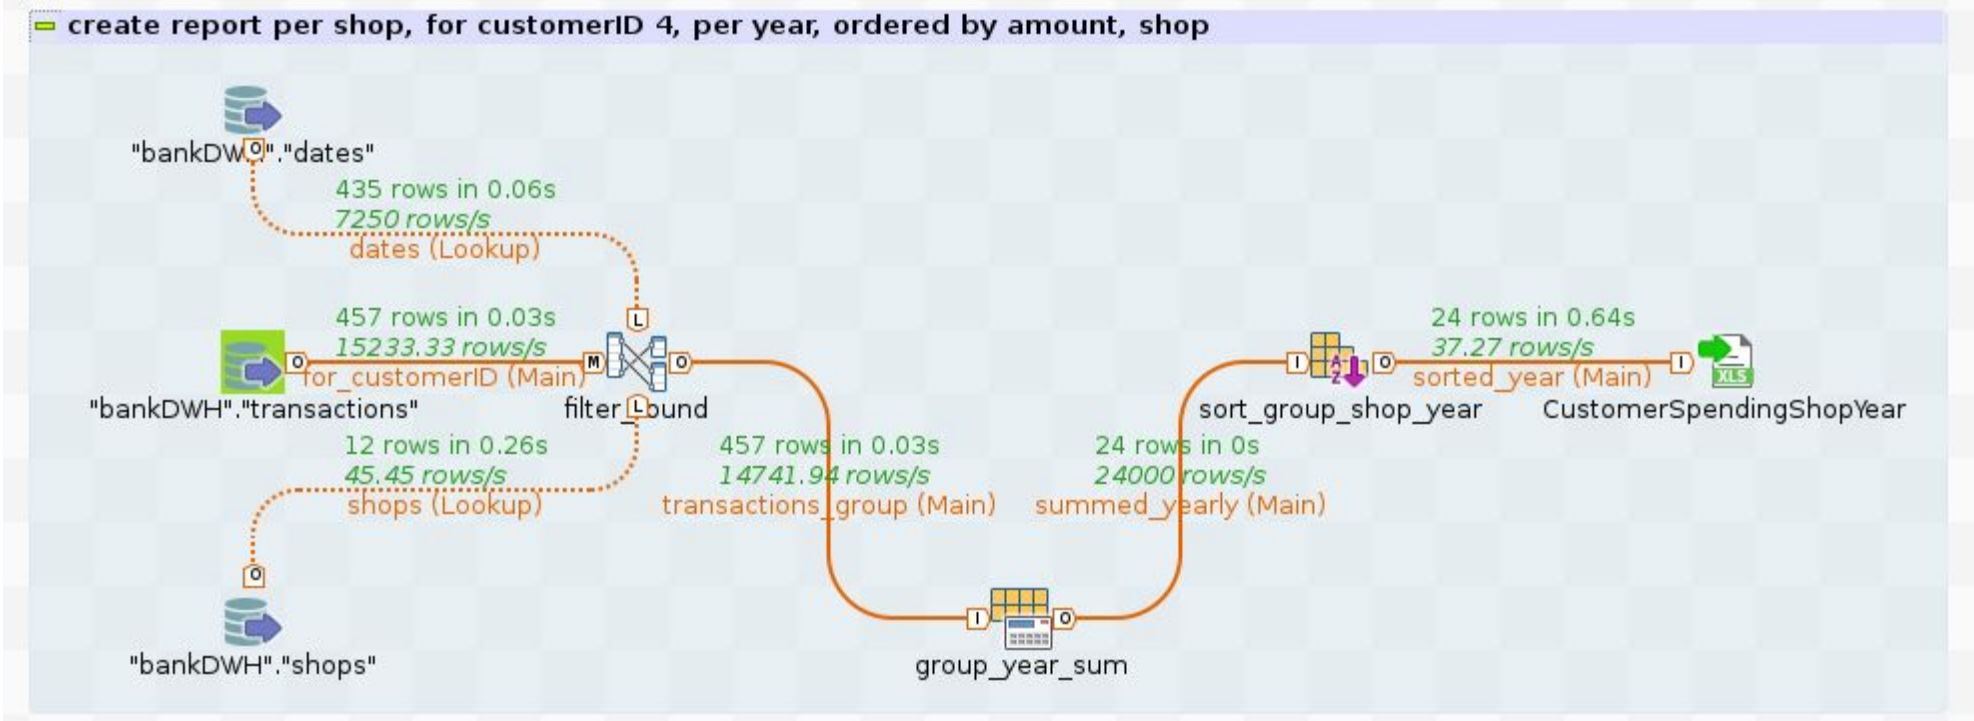 create report per shop, for customerID 4, per year, ordered by amount, shop
"bankDW "."dates"
O
435 rows in 0.06s
7250 rows/s
dates (Lookup)
L
457 rows in 0.03s
15233.33 rows/s
for_customerID (Main)
O
M
O
"bankDWH"."transactions"
filter_ ound
L
12 rows in 0.26s
45.45 rows/s
shops (Lookup)
O
"bankDWH"."shops"
457 rows in 0.03s
14741.94 rows/s
transactions_group (Main)
I
O
group_year_sum
24 rows in 0s
24000 rows/s
summed_yearly (Main)
I
A
Z
O
sort_group_shop_year
24 rows in 0.64s
37.27 rows/s
sorted_year (Main)
I
XLS
CustomerSpendingShopYear